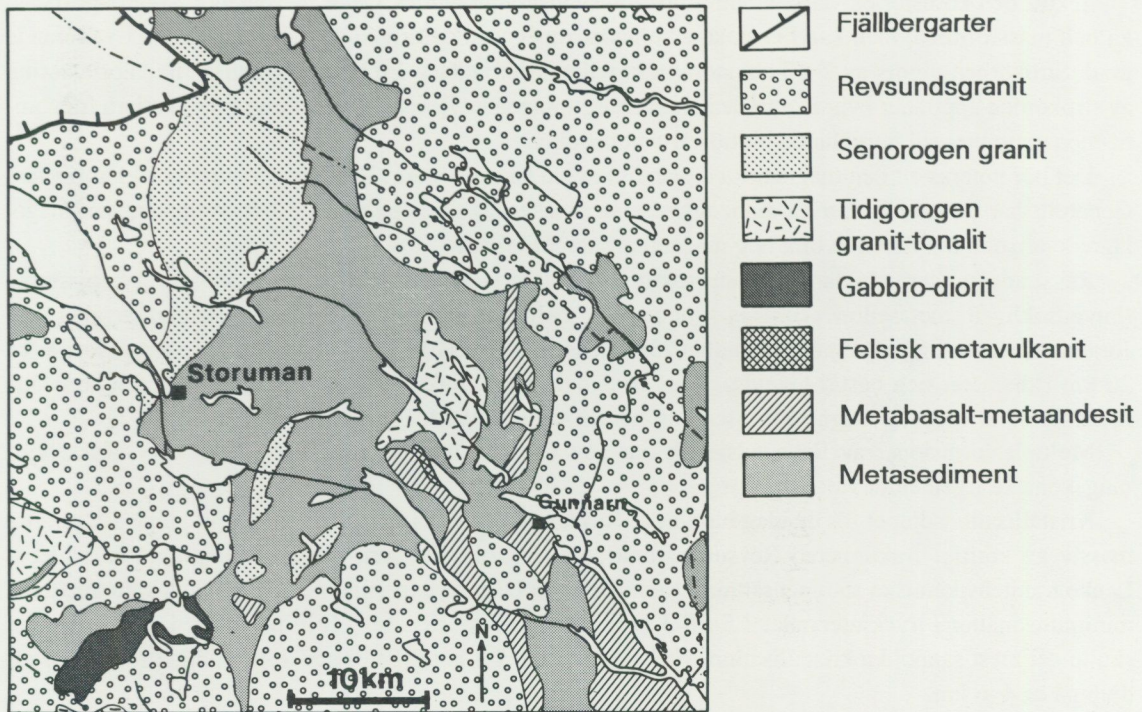 Fjällbergarter
Revsundsgranit
Senorogen granit
Tidigorogen
granit-tonalit
Gabbro-diorit
Felsisk metavulkanit
Metabasalt-metaandesit
Metasediment
Storuman
Gunnarn
N
10km